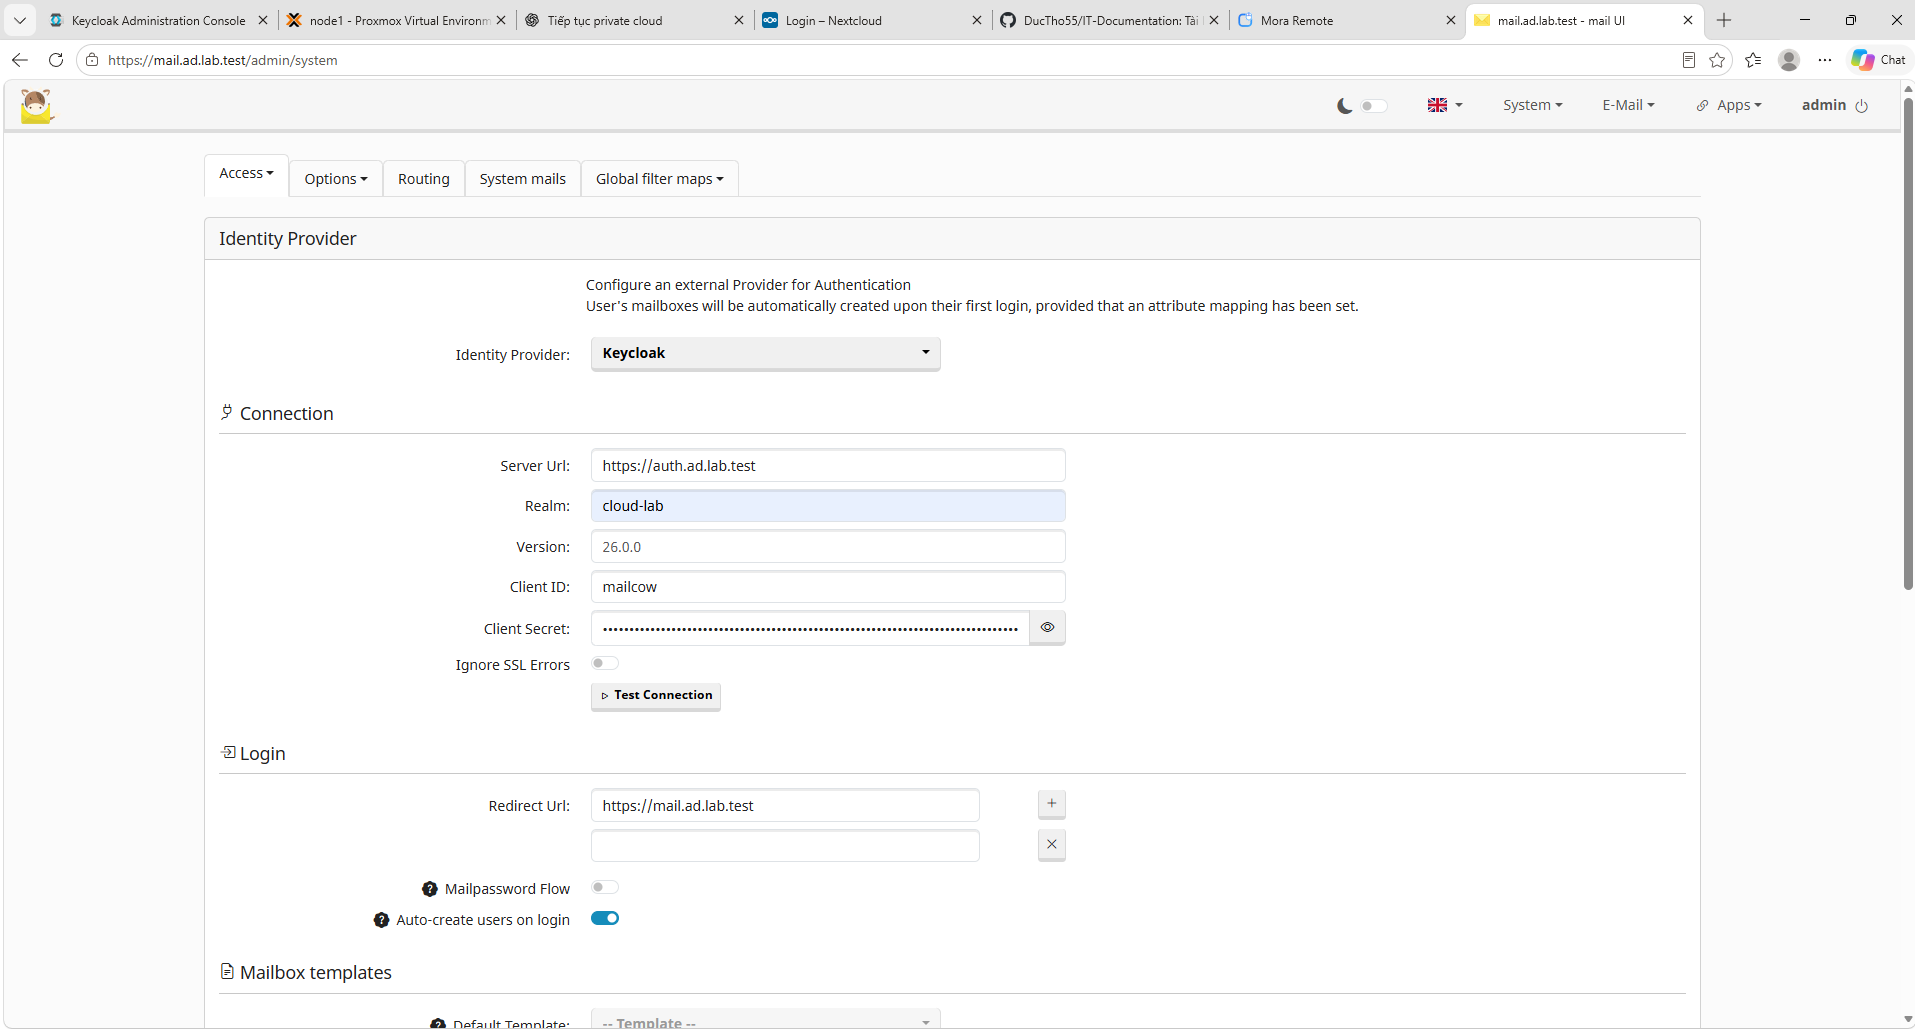 Keycloak Administration Console
node1 - Proxmox Virtual Environm
Tiếp tục private cloud
Login – Nextcloud
DucTho55/IT-Documentation: Tài
Mora Remote
mail.ad.lab.test - mail UI
https://mail.ad.lab.test/admin/system
Chat
System
E-Mail
Apps
admin
Access
Options
Routing
System mails
Global filter maps
Identity Provider
Configure an external Provider for Authentication
User's mailboxes will be automatically created upon their first login, provided that an attribute mapping has been set.
Identity Provider: Keycloak
Connection
Server Url: https://auth.ad.lab.test
Realm: cloud-lab
Version: 26.0.0
Client ID: mailcow
Client Secret:
Ignore SSL Errors
Test Connection
Login
Redirect Url: https://mail.ad.lab.test
Mailpassword Flow
Auto-create users on login
Mailbox templates
Default Template: -- Template --